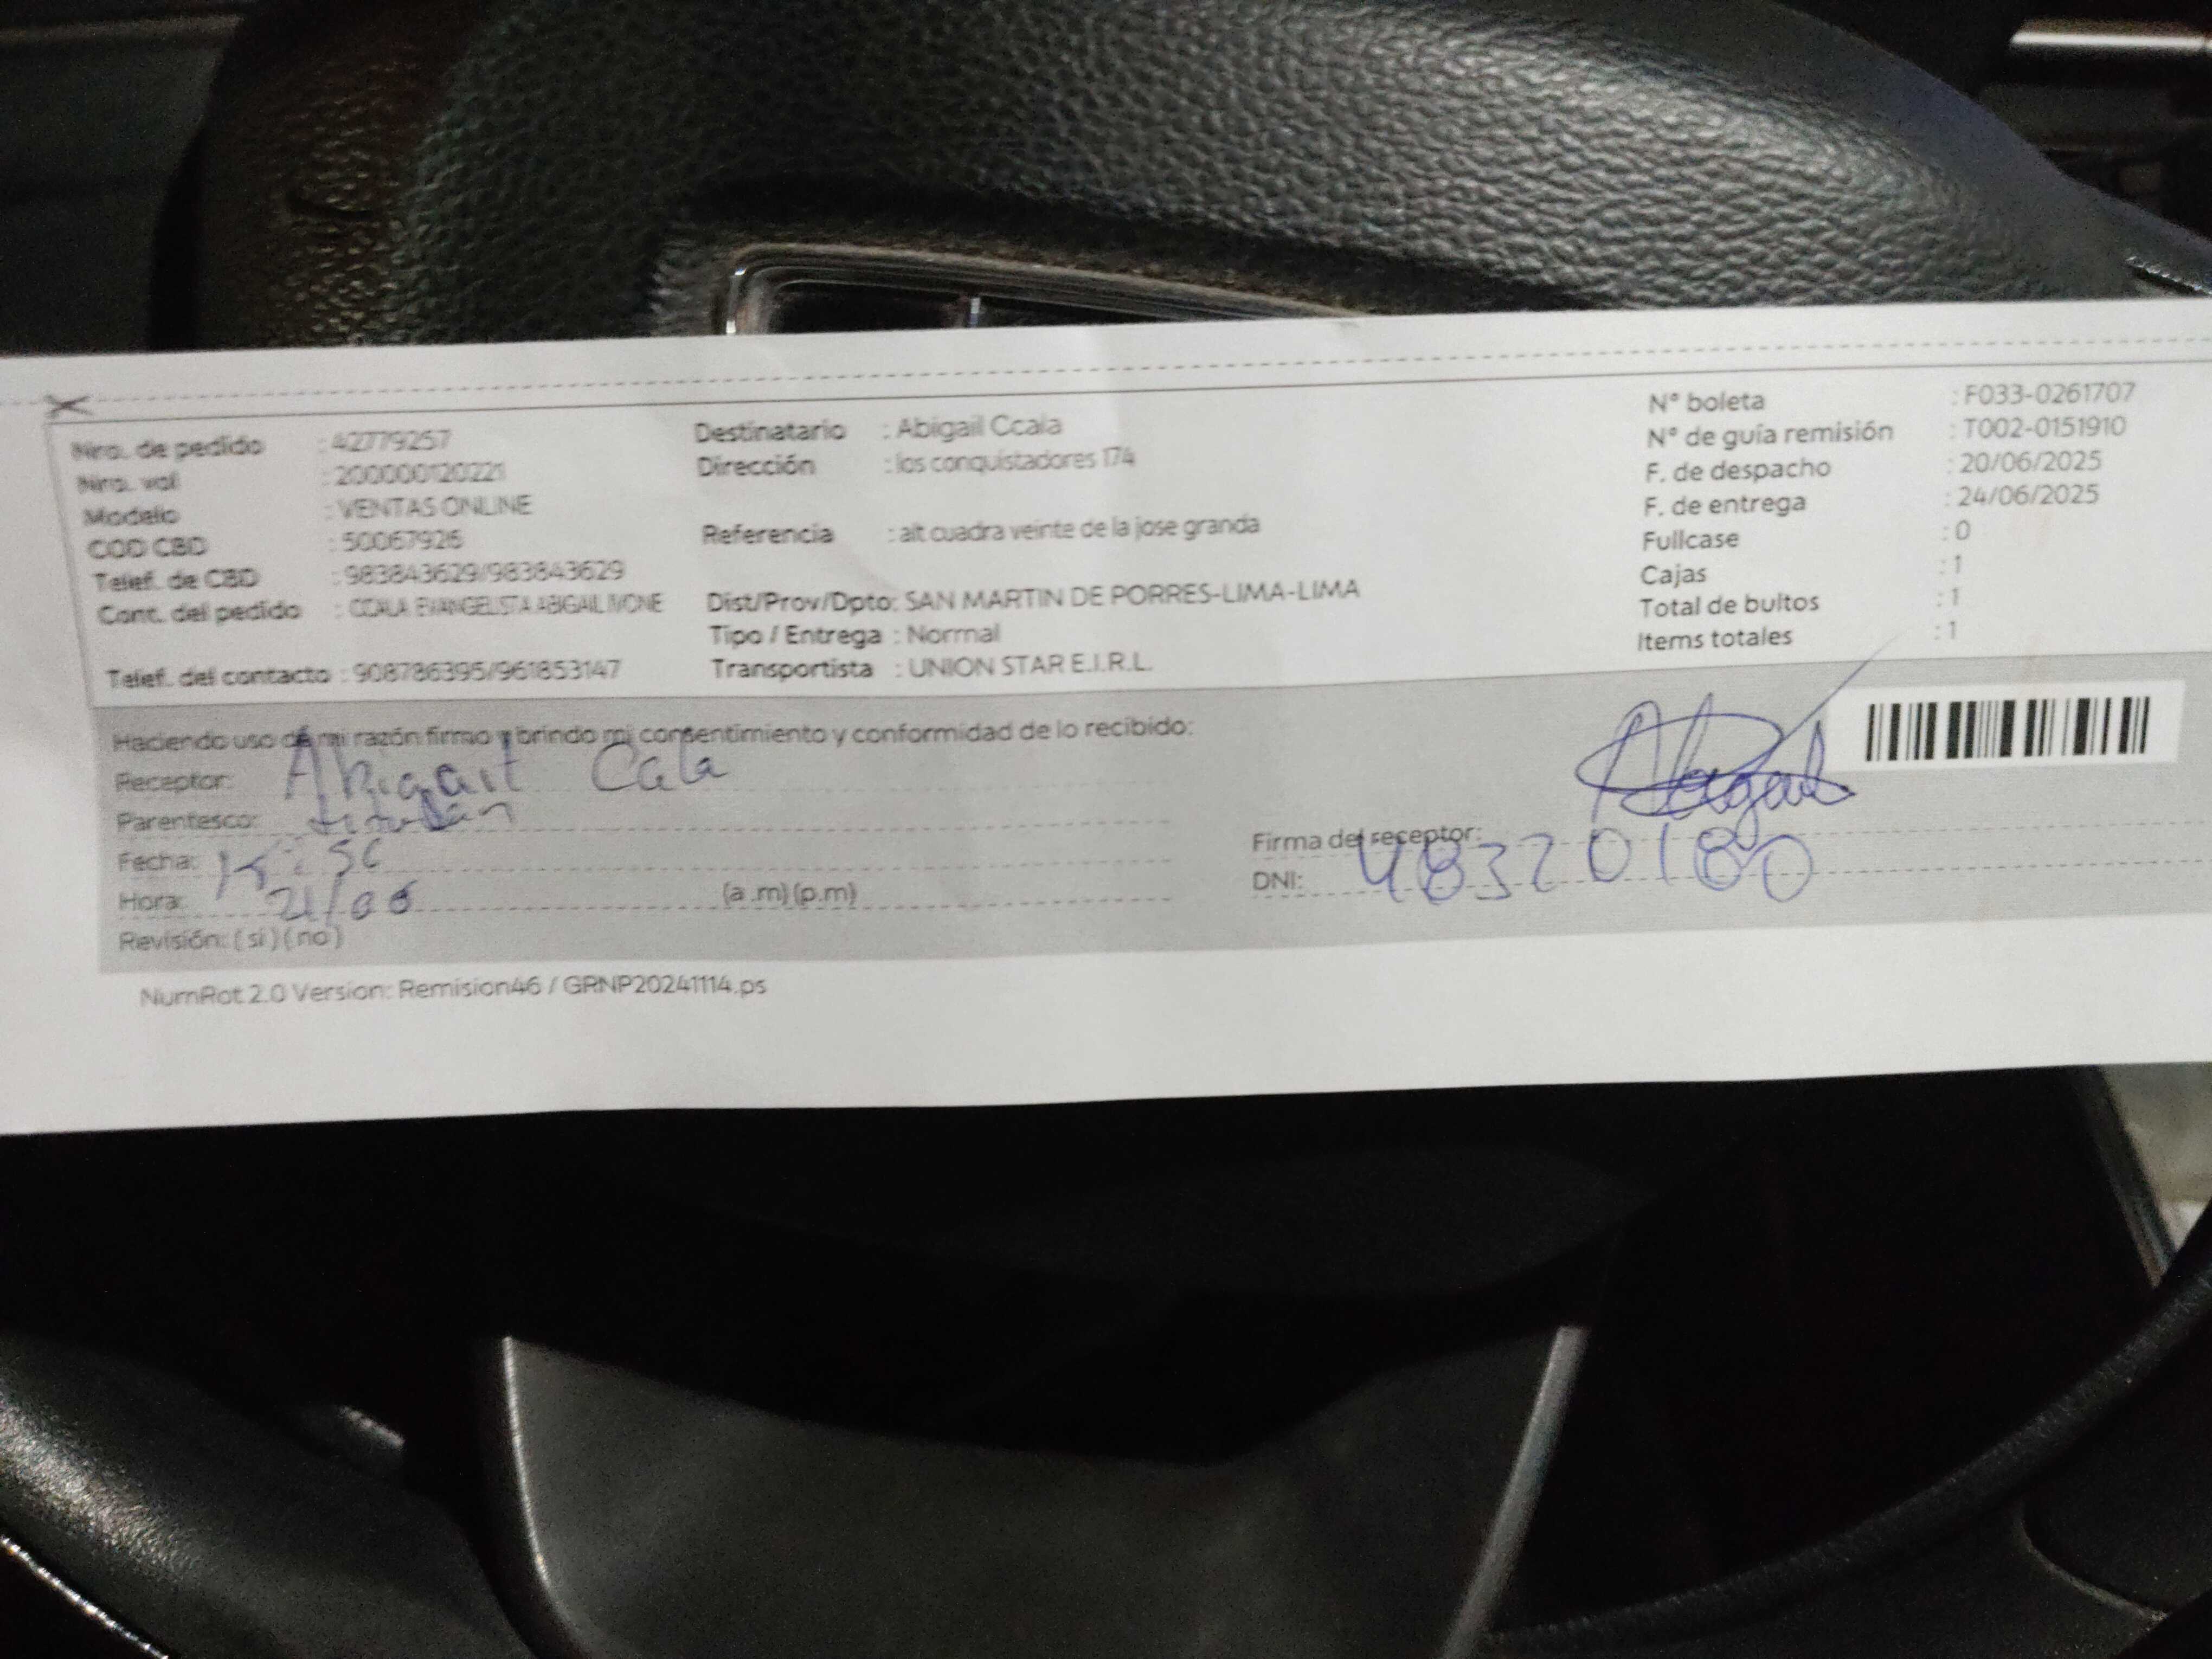 Nro. de pedido : 42779257
Nro. val : 200000120221
Modelo : VENTAS ONLINE
COD CBD : 50067926
Telef. de CBD : 983843629/983843629
Cont. del pedido : CCALA EVANGELISTA ABIGAIL IVONE
Telef. del contacto : 908786395/961853147
Destinatario : Abigail Ccala
Dirección : los conquistadores 174
Referencia : alt cuadra veinte de la jose granda
Dist/Prov/Dpto: SAN MARTIN DE PORRES-LIMA-LIMA
Tipo / Entrega : Normal
Transportista : UNION STAR E.I.R.L.
N° boleta : F033-0261707
N° de guía remisión : T002-0151910
F. de despacho : 20/06/2025
F. de entrega : 24/06/2025
Fullcase : 0
Cajas : 1
Total de bultos : 1
Items totales : 1
Haciendo uso de mi razón firmo y brindo mi consentimiento y conformidad de lo recibido:
Receptor: Abigail Cala
Parentesco: titular
Fecha:
Hora: 21/06 (a.m) (p.m)
Revisión: ( si ) ( no )
Firma del receptor:
DNI: 48320180
NumRot 2.0 Version: Remision46 / GRNP20241114.ps